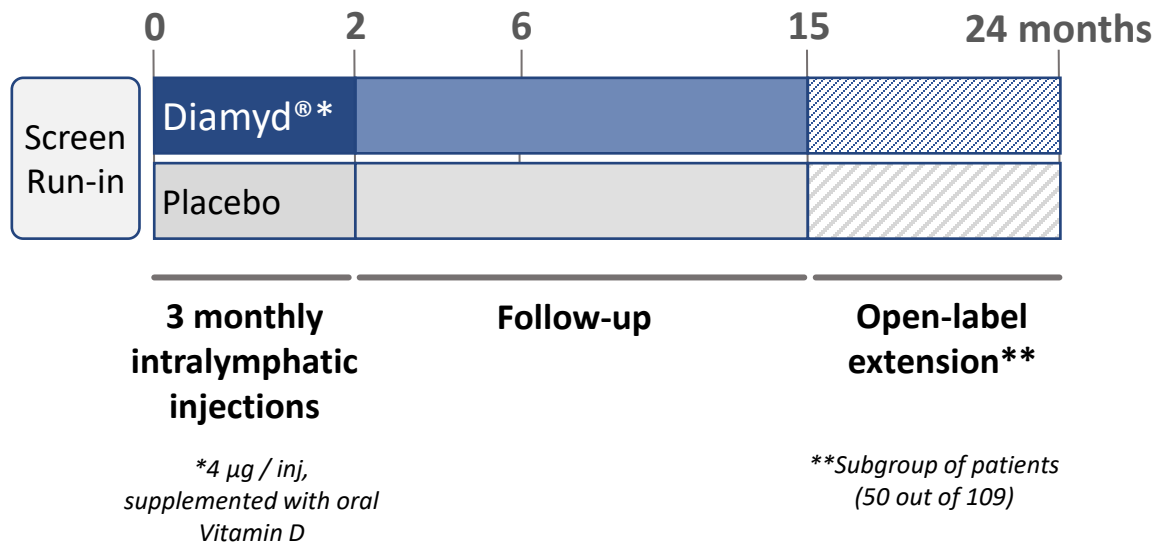 0 2 6 15 24 months
Screen
Run-in
Diamyd®*
Placebo
3 monthly
intralymphatic
injections
*4 µg / inj,
supplemented with oral
Vitamin D
Follow-up
Open-label
extension**
**Subgroup of patients
(50 out of 109)